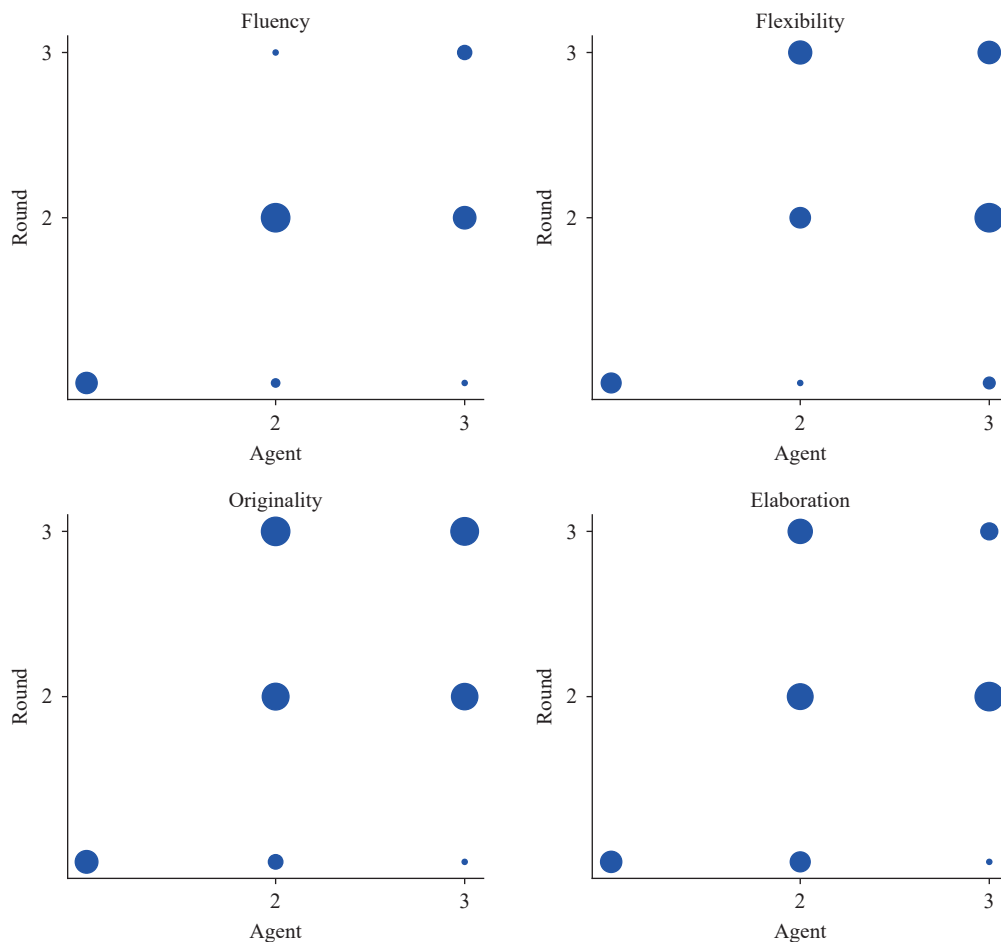 Fluency
3
2
Round
2
3
Agent
Flexibility
3
2
Round
2
3
Agent
Originality
3
2
Round
2
3
Agent
Elaboration
3
2
Round
2
3
Agent